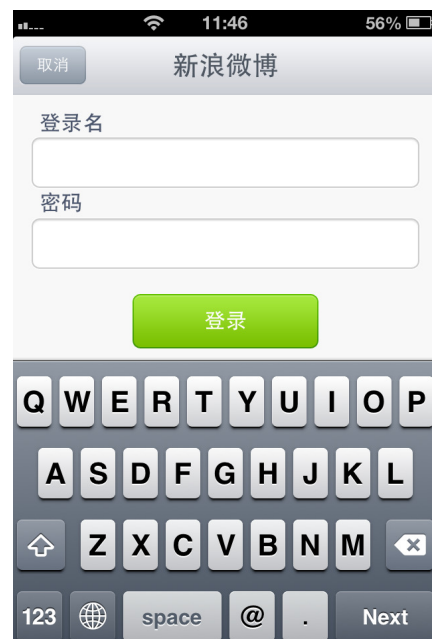 11:46 56%
取消 新浪微博
登录名
密码
登录
Q W E R T Y U I O P
A S D F G H J K L
Z X C V B N M
123 space @ . Next